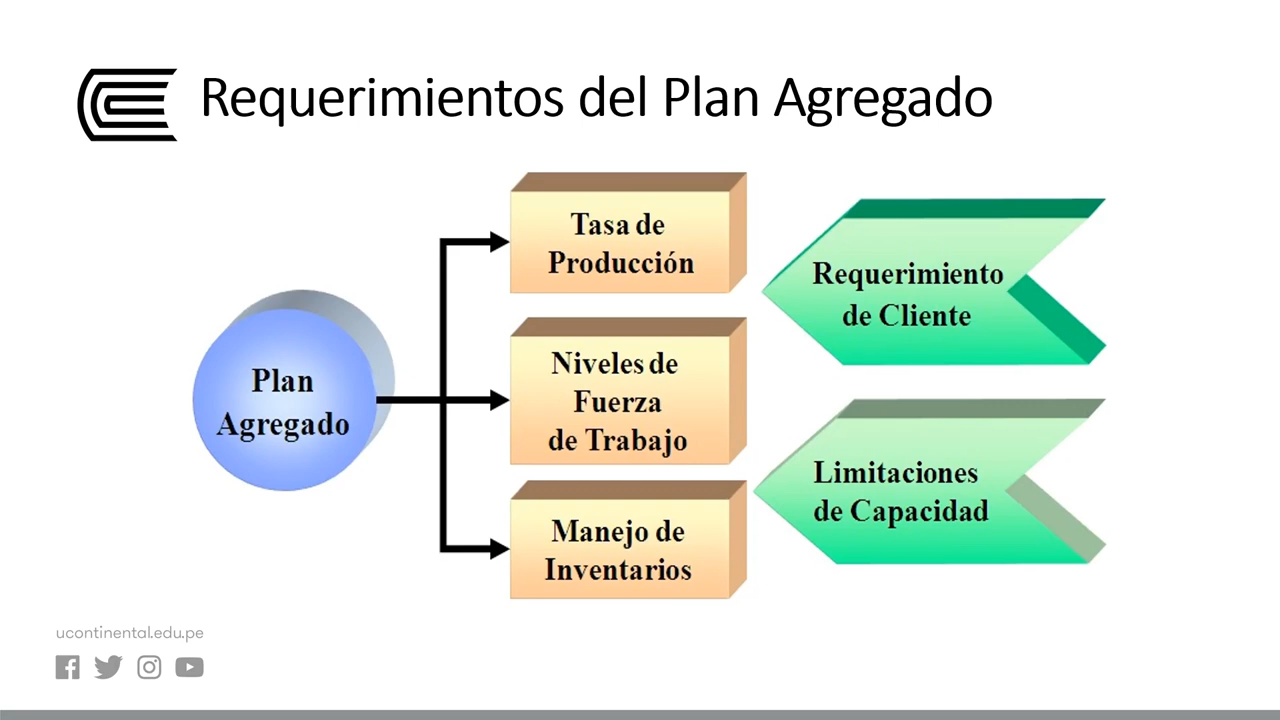 Requerimientos del Plan Agregado
Plan
Agregado
Tasa de
Producción
Niveles de
Fuerza
de Trabajo
Manejo de
Inventarios
Requerimiento
de Cliente
Limitaciones
de Capacidad
ucontinental.edu.pe